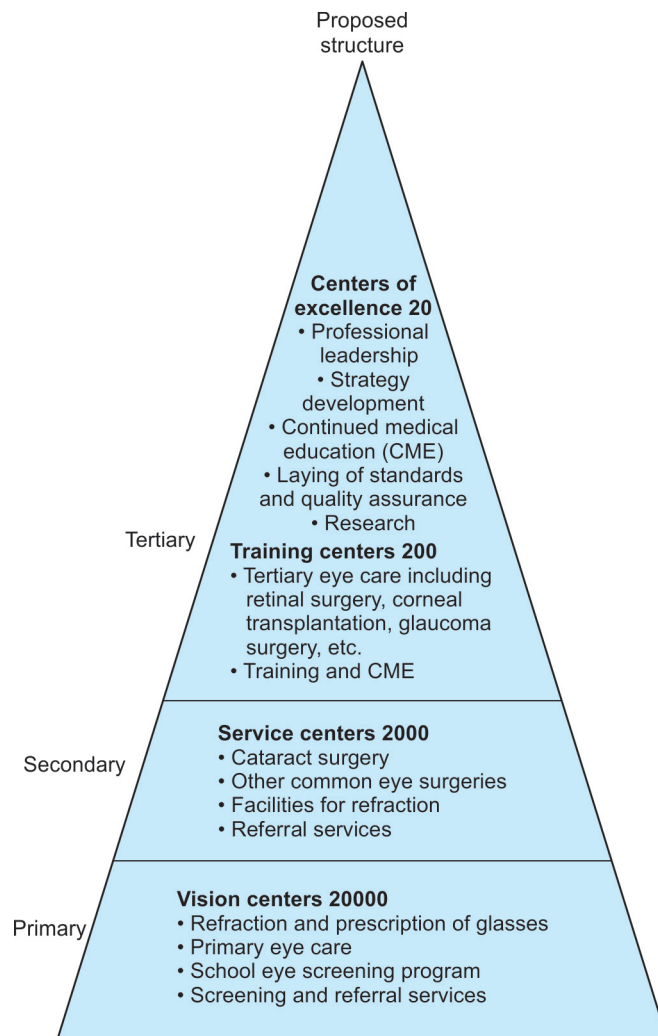 Proposed
structure
Centers of
excellence 20
• Professional
leadership
• Strategy
development
• Continued medical
education (CME)
• Laying of standards
and quality assurance
• Research
Tertiary
Training centers 200
• Tertiary eye care including
retinal surgery, corneal
transplantation, glaucoma
surgery, etc.
• Training and CME
Service centers 2000
• Cataract surgery
Secondary
• Other common eye surgeries
• Facilities for refraction
• Referral services
Vision centers 20000
• Refraction and prescription of glasses
Primary
• Primary eye care
• School eye screening program
• Screening and referral services